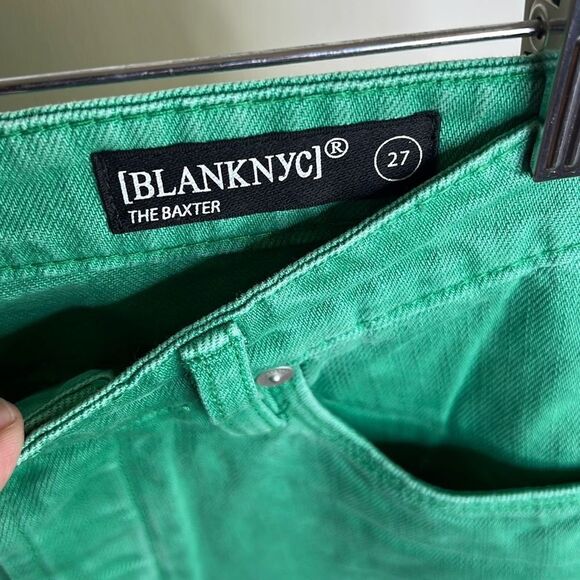 [BLANKNYC]®
27
THE BAXTER